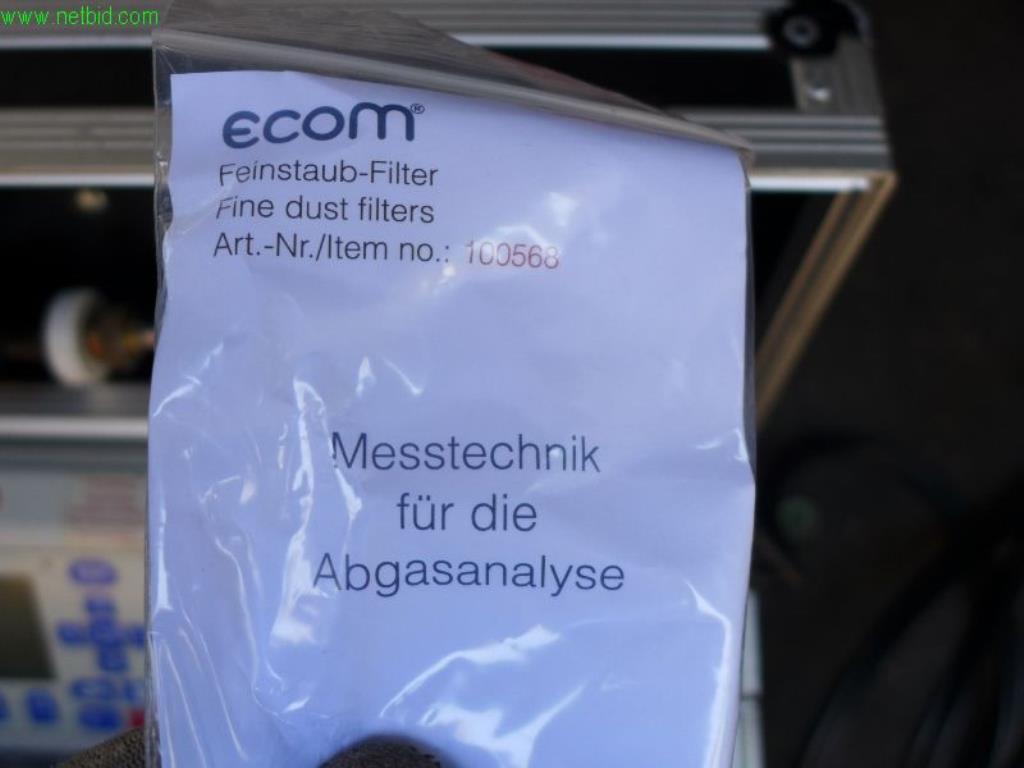 www.netbid.com
ecom®
Feinstaub-Filter
Fine dust filters
Art.-Nr./Item no.: 100568
Messtechnik
für die
Abgasanalyse